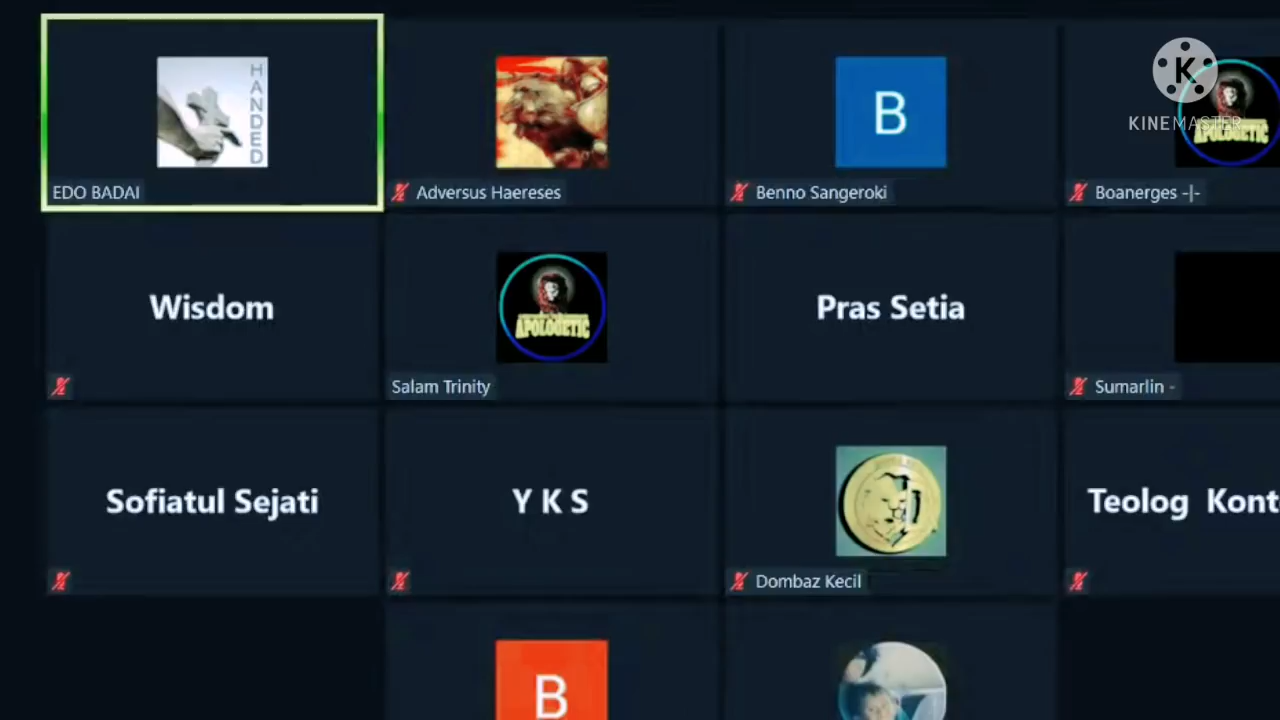 HANDED
EDO BADAI
Adversus Haereses
B
Benno Sangeroki
APOLOGETIC
Boanerges -|-
K
KINEMASTER
Wisdom
APOLOGETIC
Salam Trinity
Pras Setia
Sumarlin -
Sofiatul Sejati
Y K S
Dombaz Kecil
Teolog Kont
B